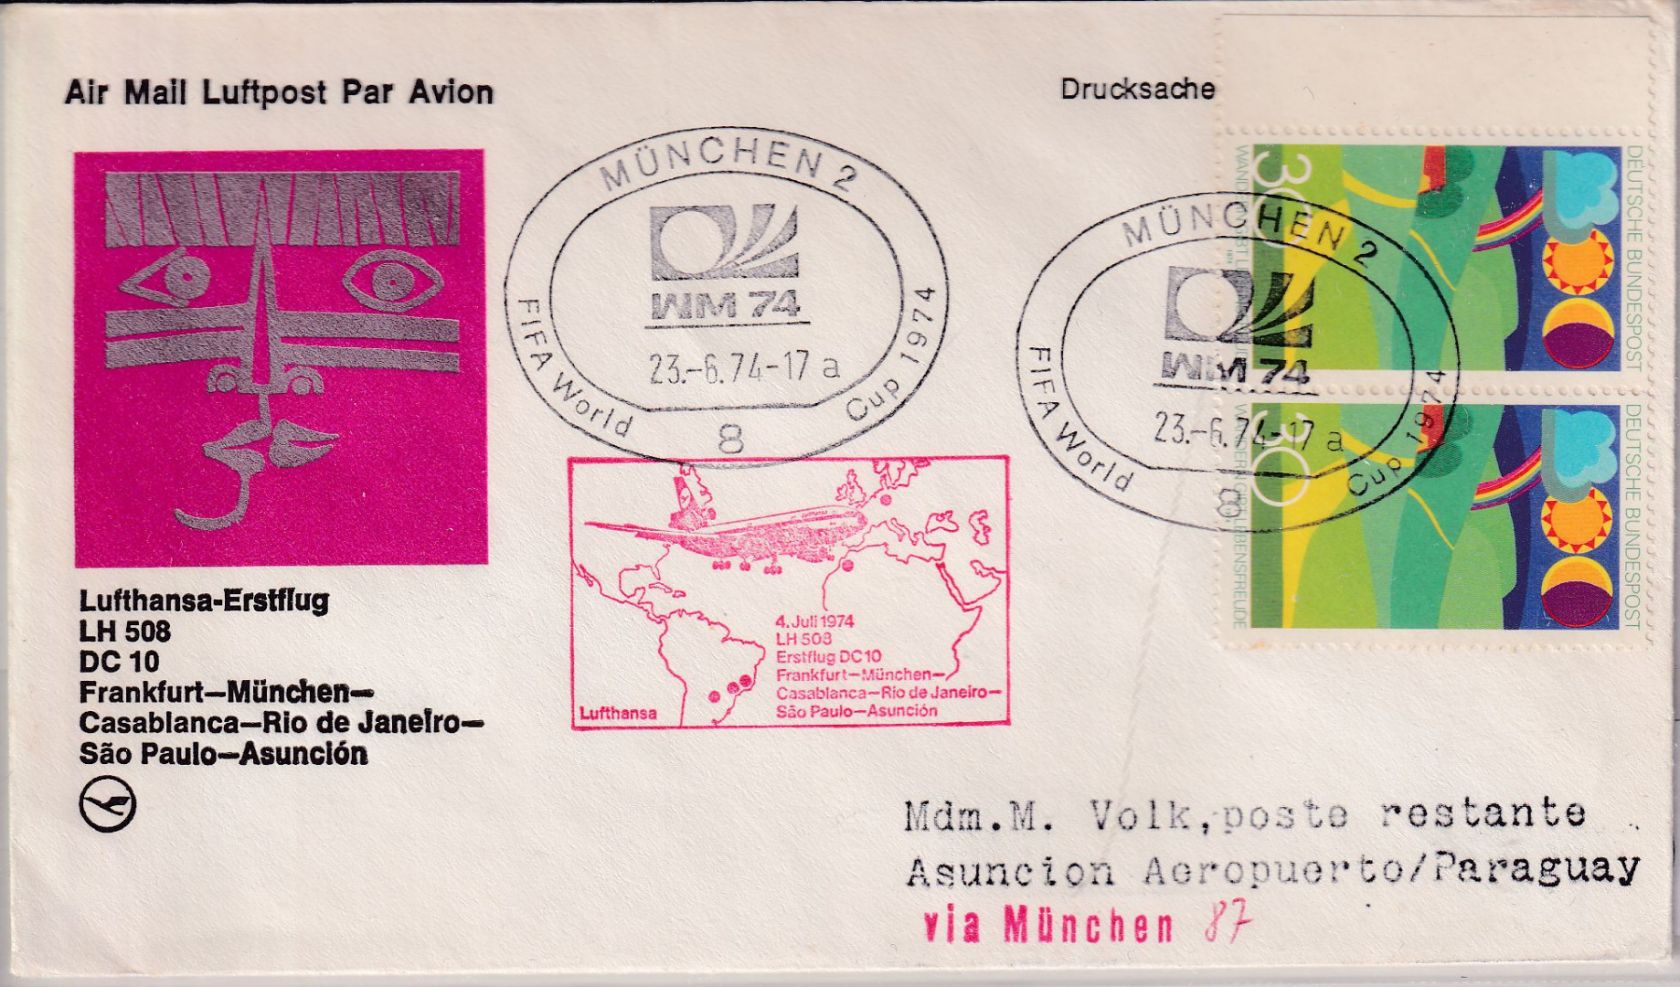 Air Mail Luftpost Par Avion
Drucksache
MÜNCHEN 2
WM 74
23.-6.74-17 a
FIFA World Cup 1974
8
MÜNCHEN 2
WM 74
23.-6.74-17 a
FIFA World Cup 1974
8
30
DEUTSCHE BUNDESPOST
30
DEUTSCHE BUNDESPOST
Lufthansa-Erstflug
LH 508
DC 10
Frankfurt–München–
Casablanca–Rio de Janeiro–
São Paulo–Asunción
4. Juli 1974
LH 508
Erstflug DC10
Frankfurt–München–
Casablanca–Rio de Janeiro–
São Paulo–Asunción
Lufthansa
Mdm.M. Volk, poste restante
Asuncion Aeropuerto/Paraguay
via München 87